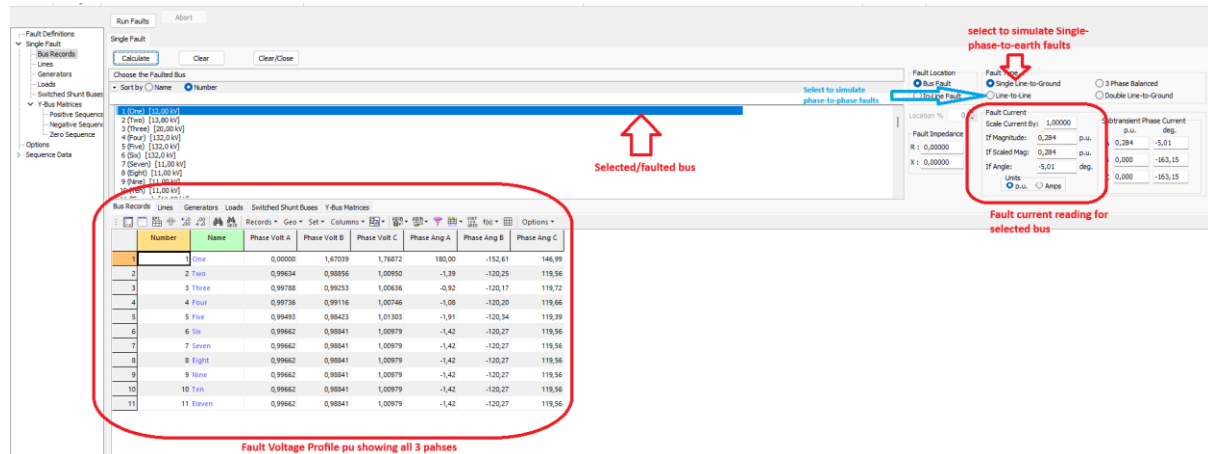 Run Faults
Abort
Fault Definitions
Single Fault
Bus Records
Lines
Generators
Loads
Switched Shunt Buses
Y-Bus Matrices
Positive Sequence
Negative Sequenc
Zero Sequence
Options
Sequence Data
Single Fault
Calculate Clear Clear/Close
Choose the Faulted Bus
Sort by Name Number
1 (One) [12,00 kV]
2 (Two) [13,80 kV]
3 (Three) [20,00 kV]
4 (Four) [132,0 kV]
5 (Five) [132,0 kV]
6 (Six) [132,0 kV]
7 (Seven) [11,00 kV]
8 (Eight) [11,00 kV]
9 (Nine) [11,00 kV]
10 (Ten) [11,00 kV]
Selected/faulted bus
select to simulate Single-
phase-to-earth faults
Select to simulate
phase-to-phase faults
Fault Location
Bus Fault
In-Line Fault
Location %
Fault Impedance
R : 0,00000
X : 0,00000
Fault Type
Single Line-to-Ground
Line-to-Line
3 Phase Balanced
Double Line-to-Ground
Fault Current
Scale Current By: 1,00000
If Magnitude: 0,284 p.u.
If Scaled Mag: 0,284 p.u.
If Angle: -5,01 deg.
Units
p.u. Amps
Subtransient Phase Current
p.u. deg.
0,284 -5,01
0,000 -163,15
0,000 -163,15
Fault current reading for
selected bus
Bus Records Lines Generators Loads Switched Shunt Buses Y-Bus Matrices
Records Geo Set Columns f(x) Options
Number Name Phase Volt A Phase Volt B Phase Volt C Phase Ang A Phase Ang B Phase Ang C
1 1 One 0,00000 1,67039 1,76872 180,00 -152,61 146,99
2 2 Two 0,99634 0,98856 1,00950 -1,39 -120,25 119,56
3 3 Three 0,99788 0,99253 1,00636 -0,92 -120,17 119,72
4 4 Four 0,99736 0,99116 1,00746 -1,08 -120,20 119,66
5 5 Five 0,99493 0,98423 1,01303 -1,91 -120,34 119,39
6 6 Six 0,99662 0,98841 1,00979 -1,42 -120,27 119,56
7 7 Seven 0,99662 0,98841 1,00979 -1,42 -120,27 119,56
8 8 Eight 0,99662 0,98841 1,00979 -1,42 -120,27 119,56
9 9 Nine 0,99662 0,98841 1,00979 -1,42 -120,27 119,56
10 10 Ten 0,99662 0,98841 1,00979 -1,42 -120,27 119,56
11 11 Eleven 0,99662 0,98841 1,00979 -1,42 -120,27 119,56
Fault Voltage Profile pu showing all 3 pahses